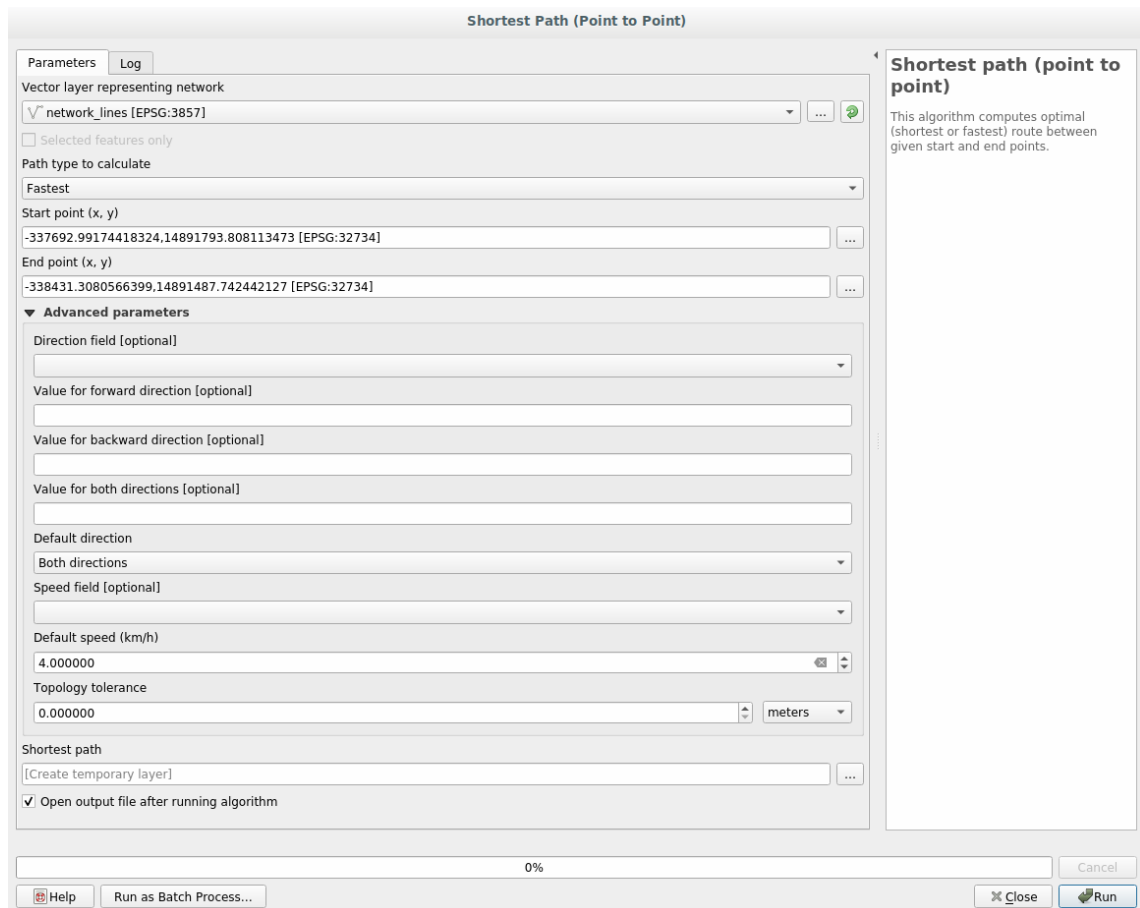 Shortest Path (Point to Point)
Parameters
Log
Vector layer representing network
network_lines [EPSG:3857]
...
Selected features only
Path type to calculate
Fastest
Start point (x, y)
-337692.99174418324,14891793.808113473 [EPSG:32734]
...
End point (x, y)
-338431.3080566399,14891487.742442127 [EPSG:32734]
...
Advanced parameters
Direction field [optional]
Value for forward direction [optional]
Value for backward direction [optional]
Value for both directions [optional]
Default direction
Both directions
Speed field [optional]
Default speed (km/h)
4.000000
Topology tolerance
0.000000
meters
Shortest path
[Create temporary layer]
...
Open output file after running algorithm
Shortest path (point to
point)
This algorithm computes optimal
(shortest or fastest) route between
given start and end points.
0%
Cancel
Help
Run as Batch Process...
Close
Run